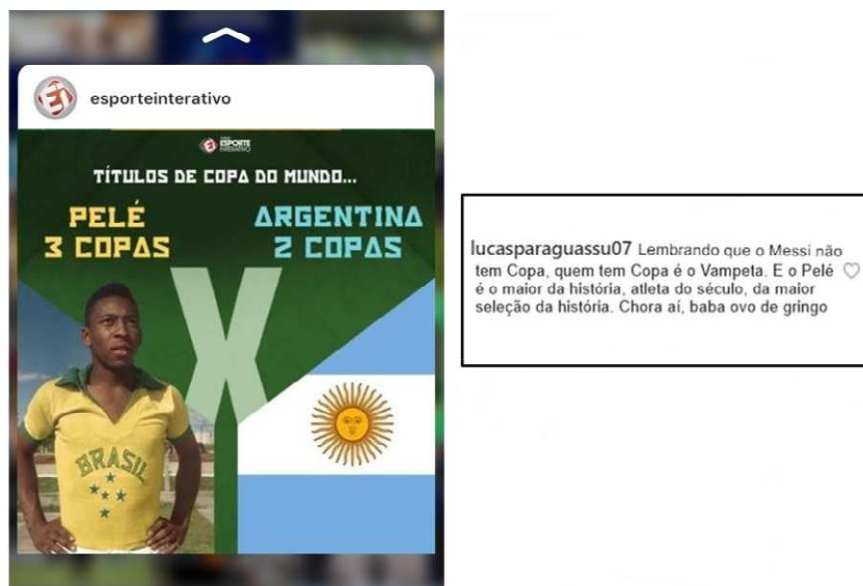 esporteinterativo
ESPORTE
INTERATIVO
TÍTULOS DE COPA DO MUNDO...
PELÉ
3 COPAS
ARGENTINA
2 COPAS
X
BRASIL
lucasparaguassu07 Lembrando que o Messi não
tem Copa, quem tem Copa é o Vampeta. E o Pelé
é o maior da história, atleta do século, da maior
seleção da história. Chora aí, baba ovo de gringo